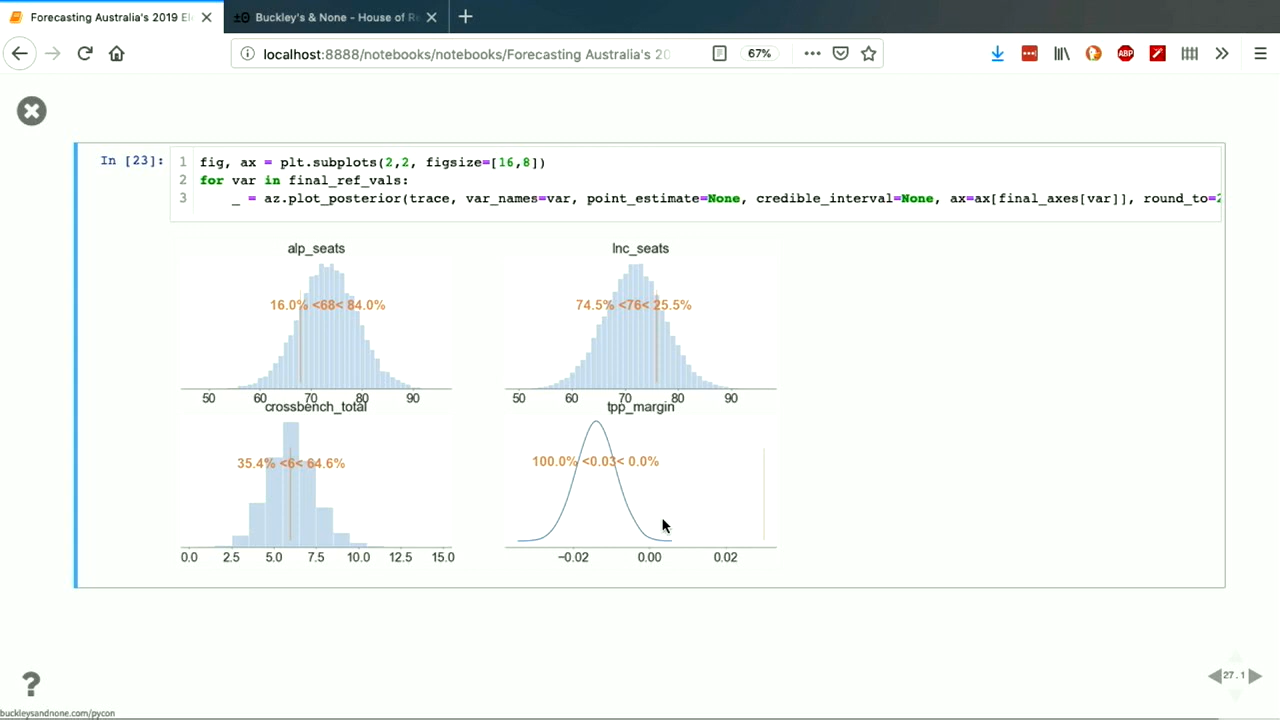 Forecasting Australia's 2019 El
Buckley's & None - House of Re
localhost:8888/notebooks/notebooks/Forecasting Australia's 20
67%
ABP
In [23]:
1 fig, ax = plt.subplots(2,2, figsize=[16,8])
2 for var in final_ref_vals:
3 _ = az.plot_posterior(trace, var_names=var, point_estimate=None, credible_interval=None, ax=ax[final_axes[var]], round_to=2
alp_seats
lnc_seats
16.0% <68< 84.0%
74.5% <76< 25.5%
50 60 70 80 90
50 60 70 80 90
crossbench_total
tpp_margin
35.4% <6< 64.6%
100.0% <0.03< 0.0%
0.0 2.5 5.0 7.5 10.0 12.5 15.0
−0.02 0.00 0.02
?
27.1
buckleysandnone.com/pycon